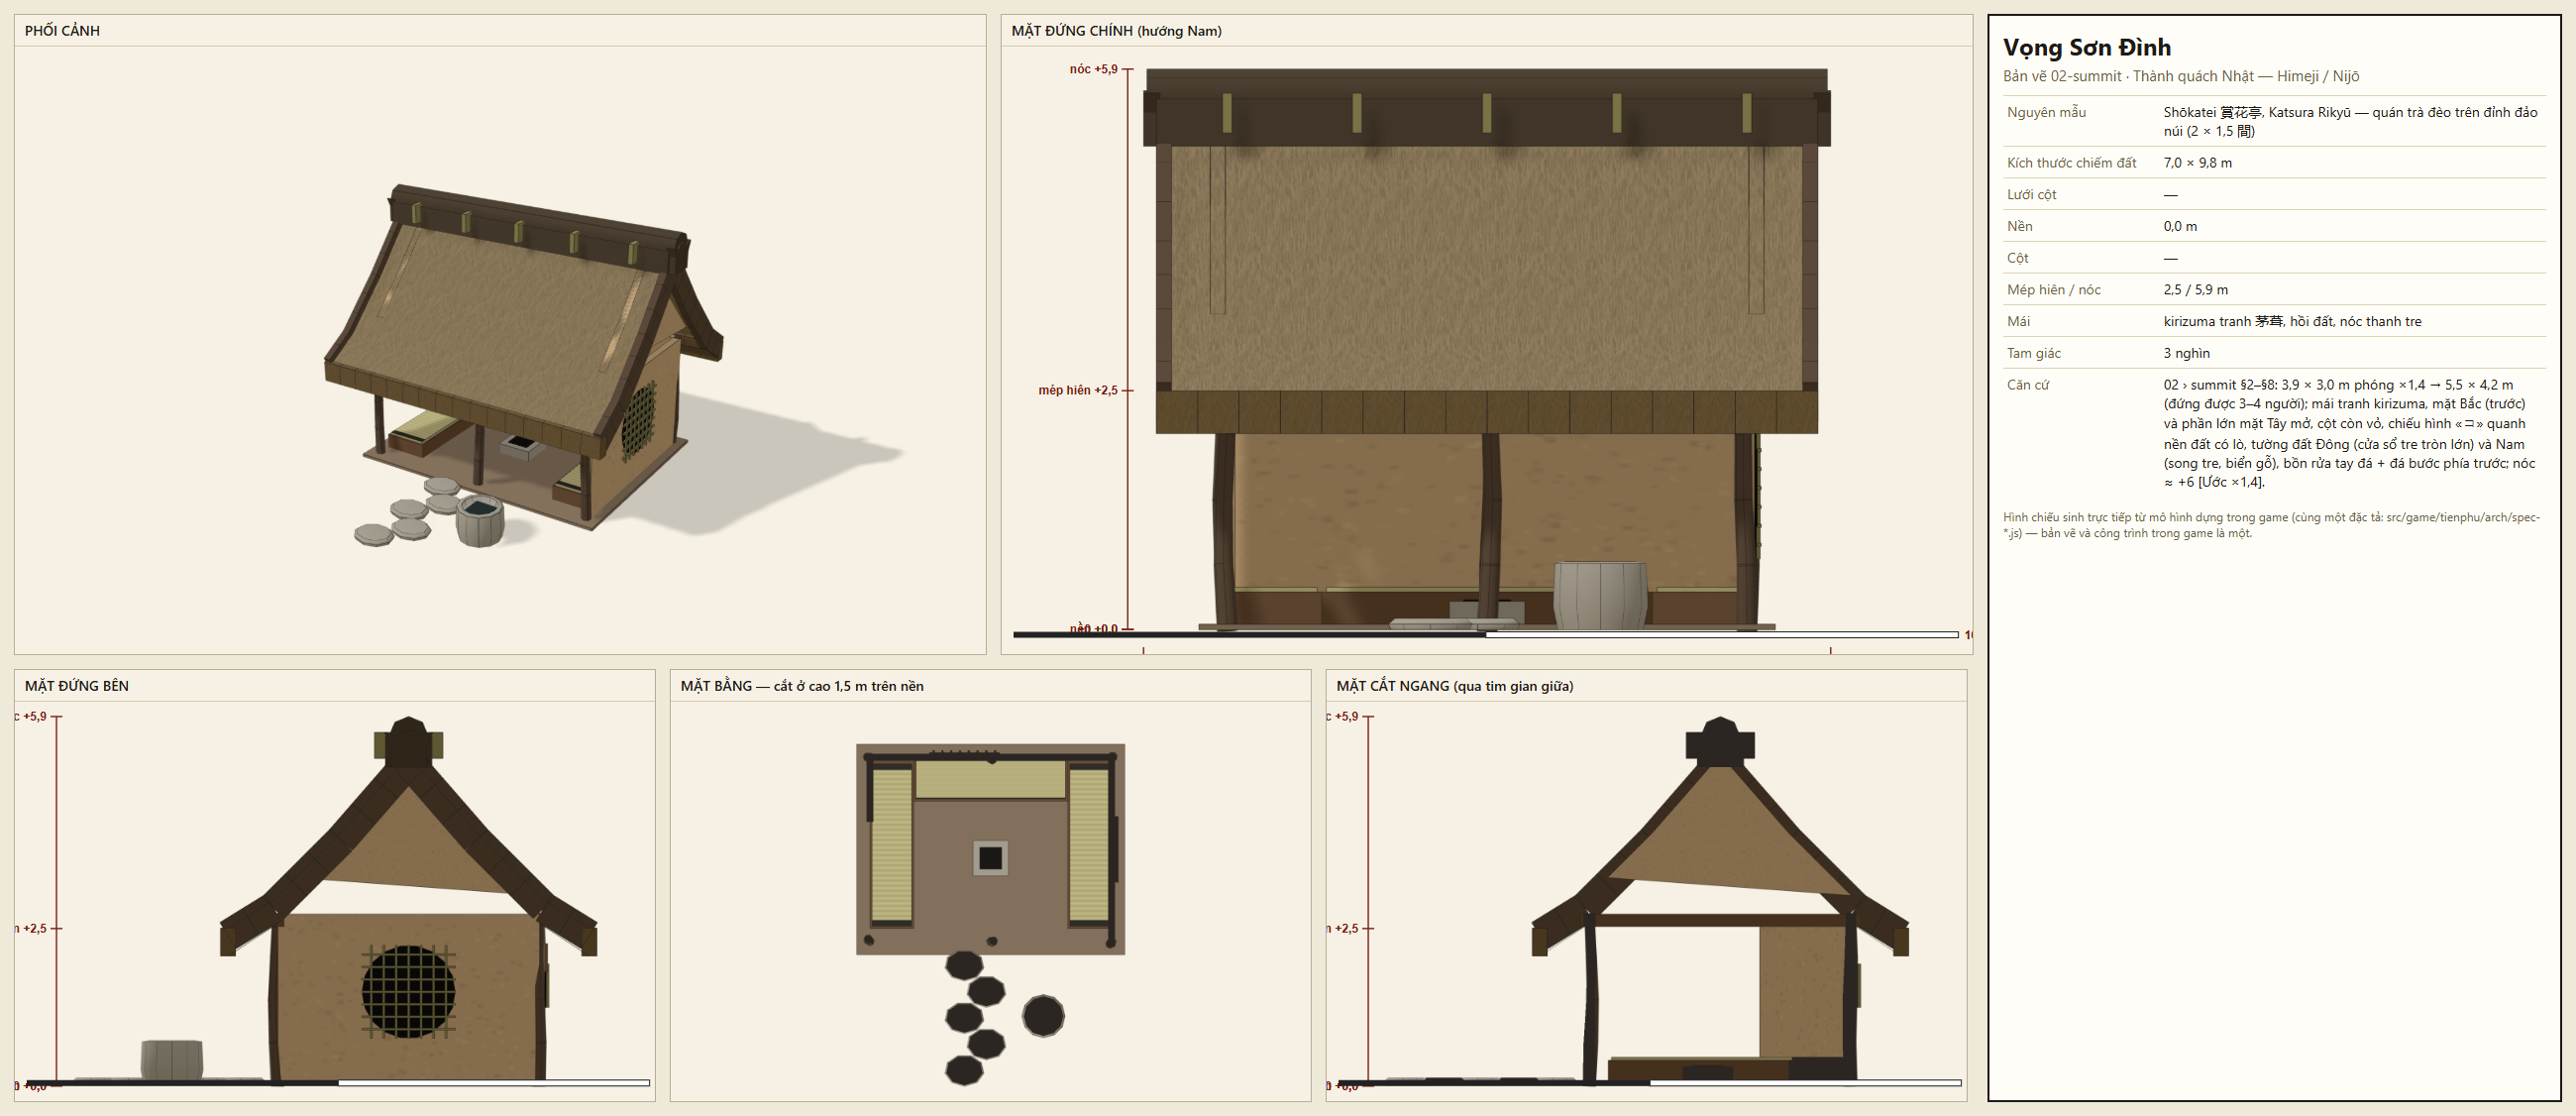 PHỐI CẢNH
MẶT ĐỨNG CHÍNH (hướng Nam)
nóc +5,9
mép hiên +2,5
+0,0
MẶT ĐỨNG BÊN
c +5,9
n +2,5
+0,0
MẶT BẰNG — cắt ở cao 1,5 m trên nền
MẶT CẮT NGANG (qua tim gian giữa)
c +5,9
n +2,5
+0,0
Vọng Sơn Đình
Bản vẽ 02-summit · Thành quách Nhật — Himeji / Nijō
Nguyên mẫu Shōkatei 賞花亭, Katsura Rikyū — quán trà đèo trên đỉnh đảo
núi (2 × 1,5 間)
Kích thước chiếm đất 7,0 × 9,8 m
Lưới cột —
Nền 0,0 m
Cột —
Mép hiên / nóc 2,5 / 5,9 m
Mái kirizuma tranh 茅葺, hồi đất, nóc thanh tre
Tam giác 3 nghìn
Căn cứ 02 › summit §2–§8: 3,9 × 3,0 m phóng ×1,4 → 5,5 × 4,2 m
(đứng được 3–4 người); mái tranh kirizuma, mặt Bắc (trước)
và phần lớn mặt Tây mở, cột còn vỏ, chiếu hình «コ» quanh
nền đất có lò, tường đất Đông (cửa sổ tre tròn lớn) và Nam
(song tre, biển gỗ), bồn rửa tay đá + đá bước phía trước; nóc
≈ +6 [Ước ×1,4].
Hình chiếu sinh trực tiếp từ mô hình dựng trong game (cùng một đặc tả: src/game/tienphu/arch/spec-
*.js) — bản vẽ và công trình trong game là một.